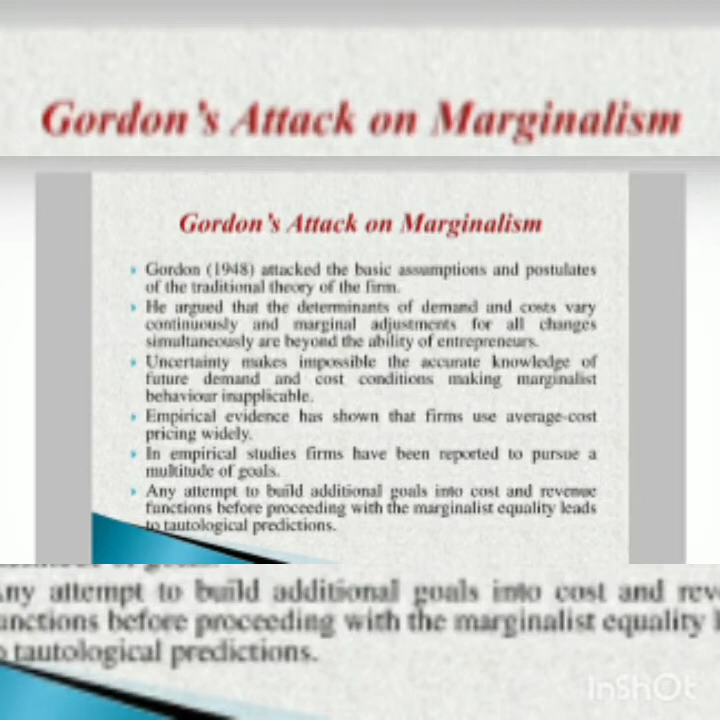 Gordon's Attack on Marginalism
Gordon's Attack on Marginalism
Gordon (1948) attacked the basic assumptions and postulates
of the traditional theory of the firm.
He argued that the determinants of demand and costs vary
continuously and marginal adjustments for all changes
simultaneously are beyond the ability of entrepreneurs.
Uncertainty makes impossible the accurate knowledge of
future demand and cost conditions making marginalist
behaviour inapplicable.
Empirical evidence has shown that firms use average-cost
pricing widely.
In empirical studies firms have been reported to pursue a
multitude of goals.
Any attempt to build additional goals into cost and revenue
functions before proceeding with the marginalist equality leads
to tautological predictions.
ny attempt to build additional goals into cost and rev
unctions before proceeding with the marginalist equality l
o tautological predictions.
InShOt